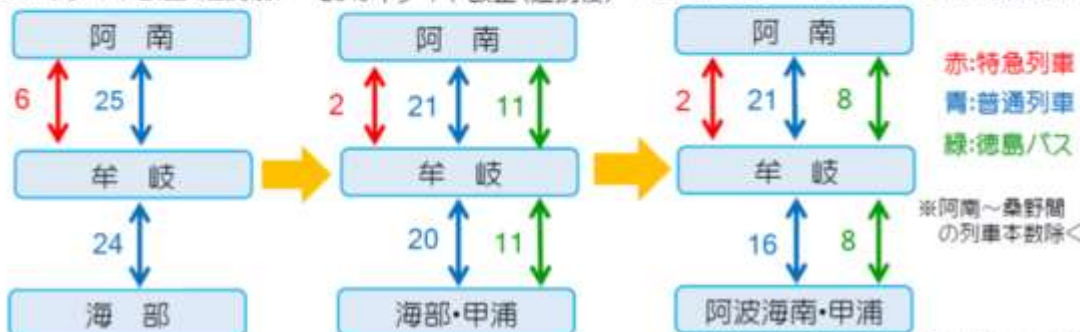 阿 南
阿 南
阿 南
6
25
2
21
11
2
21
8
赤:特急列車
青:普通列車
緑:徳島バス
牟 岐
牟 岐
牟 岐
※阿南～桑野間
の列車本数除く
24
20
11
16
8
海 部
海部・甲浦
阿波海南・甲浦